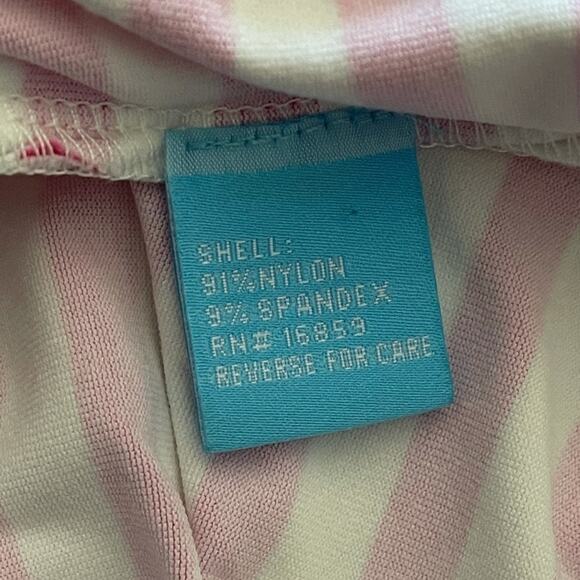 SHELL:
91% NYLON
9% SPANDEX
RN# 16859
REVERSE FOR CARE